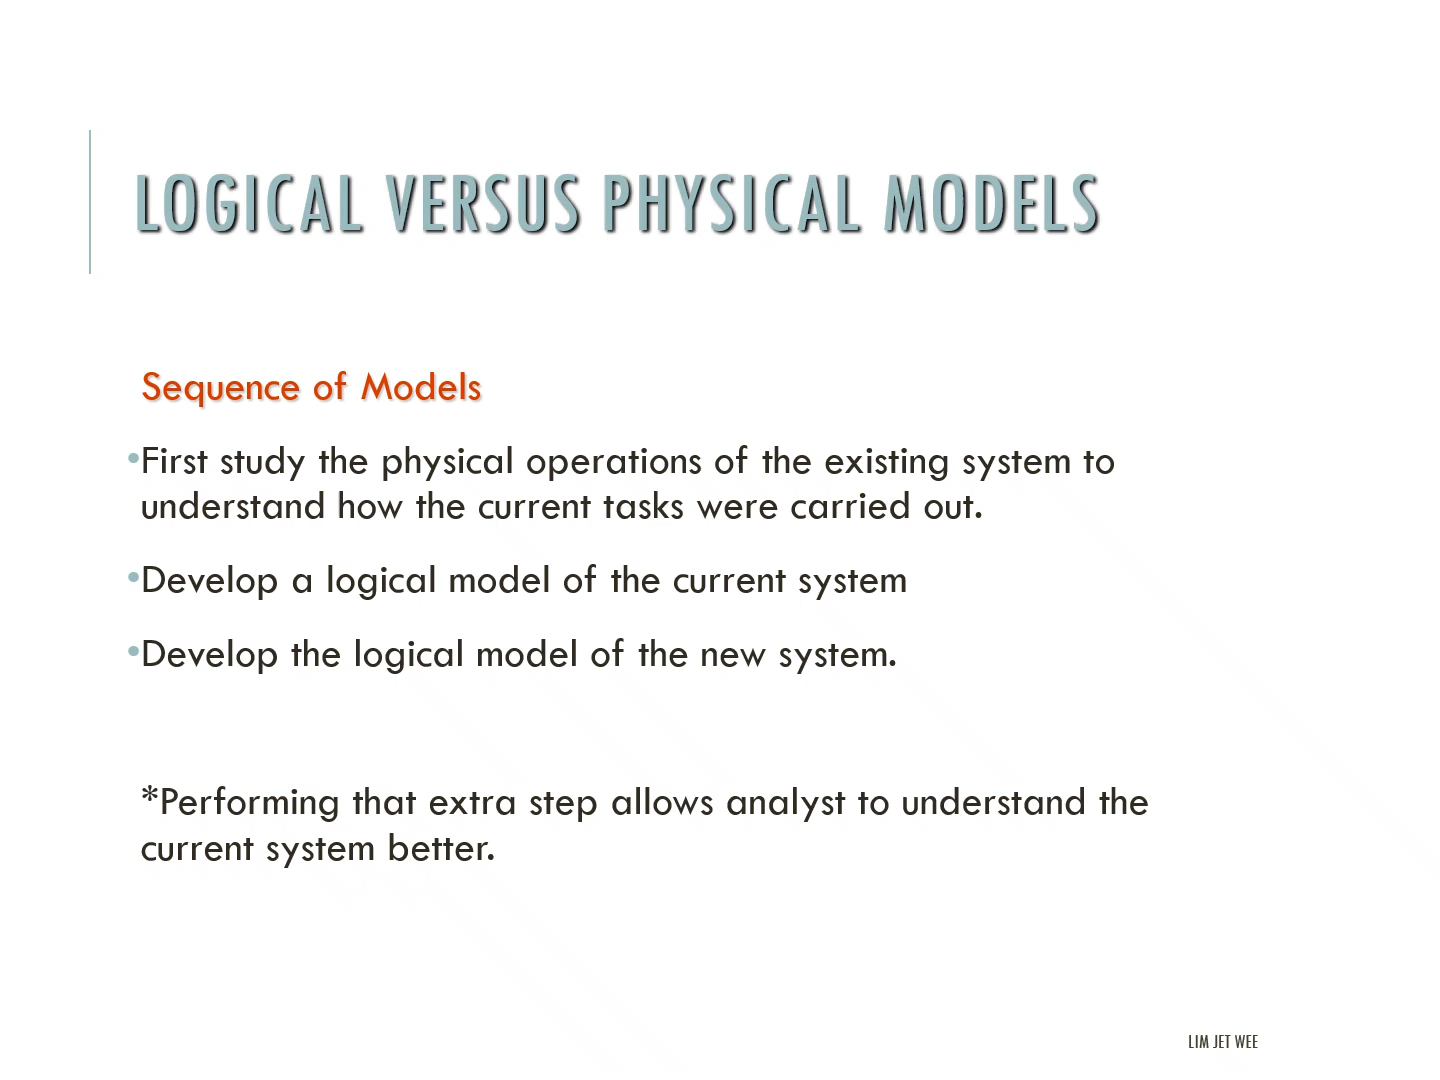 LOGICAL VERSUS PHYSICAL MODELS
Sequence of Models
•First study the physical operations of the existing system to
understand how the current tasks were carried out.
•Develop a logical model of the current system
•Develop the logical model of the new system.
*Performing that extra step allows analyst to understand the
current system better.
LIM JET WEE